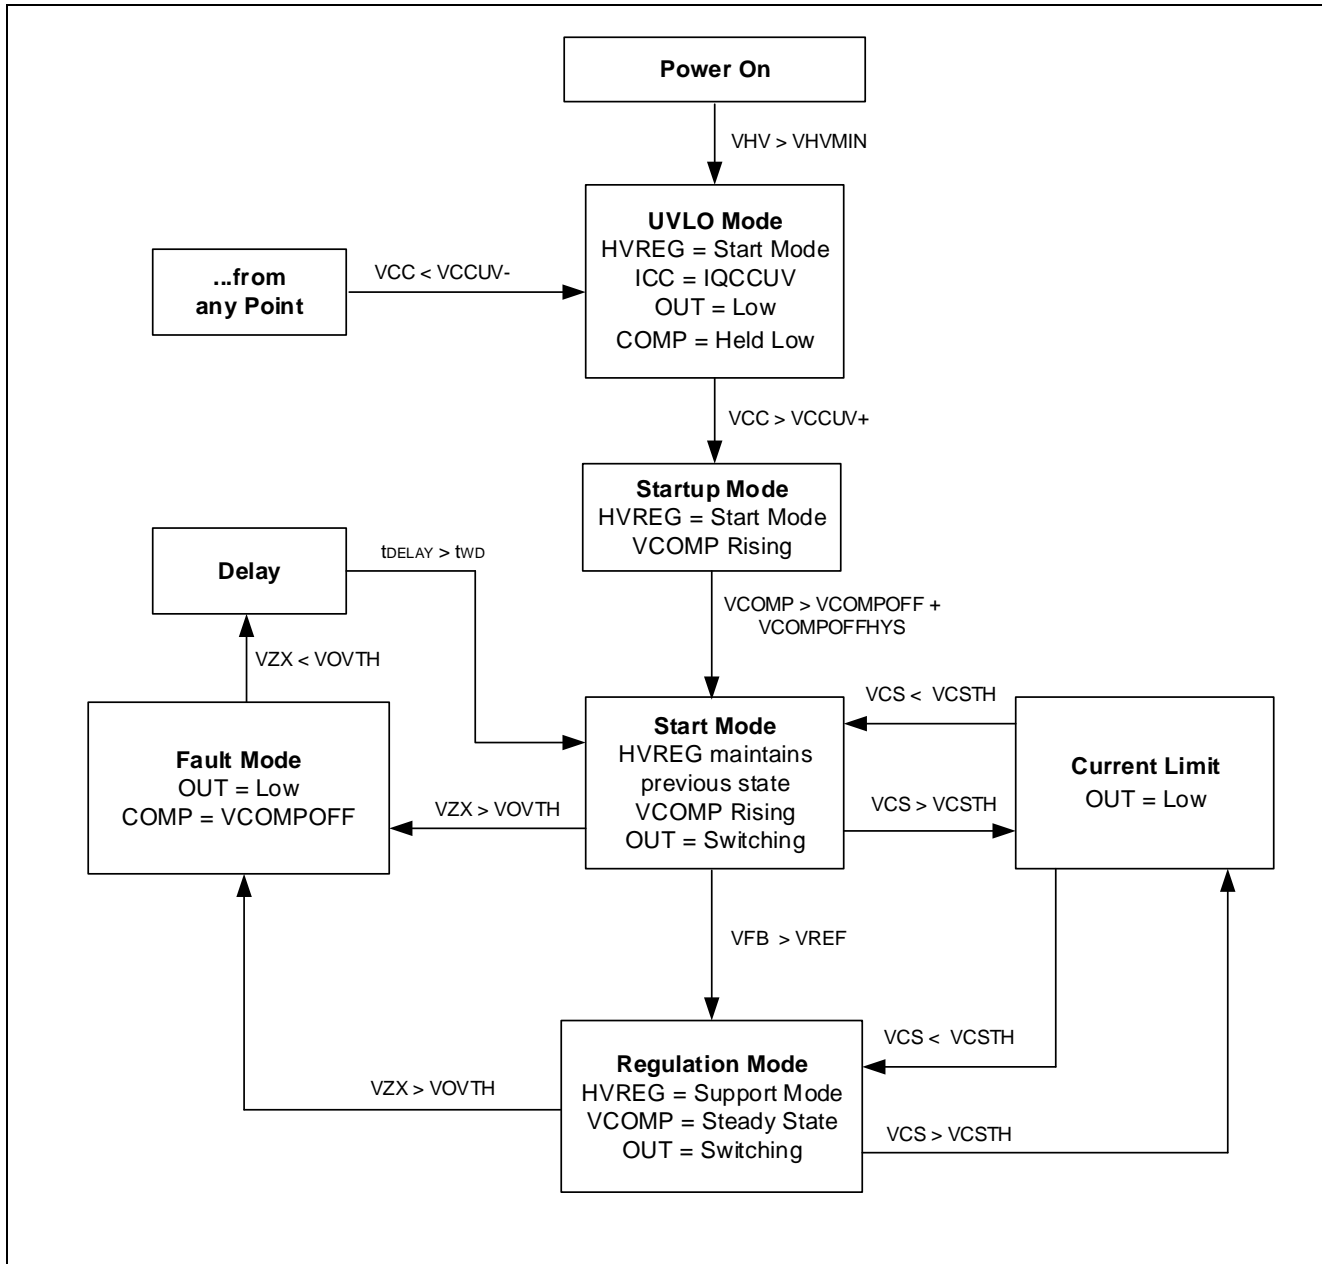 Power On
VHV > VHVMIN
UVLO Mode
HVREG = Start Mode
ICC = IQCCUV
OUT = Low
COMP = Held Low
...from
any Point
VCC < VCCUV-
VCC > VCCUV+
Startup Mode
HVREG = Start Mode
VCOMP Rising
Delay
tDELAY > tWD
VCOMP > VCOMPOFF +
VCOMPOFFHYS
VZX < VOVTH
Fault Mode
OUT = Low
COMP = VCOMPOFF
VZX > VOVTH
Start Mode
HVREG maintains
previous state
VCOMP Rising
OUT = Switching
VCS < VCSTH
VCS > VCSTH
Current Limit
OUT = Low
VFB > VREF
VZX > VOVTH
Regulation Mode
HVREG = Support Mode
VCOMP = Steady State
OUT = Switching
VCS < VCSTH
VCS > VCSTH